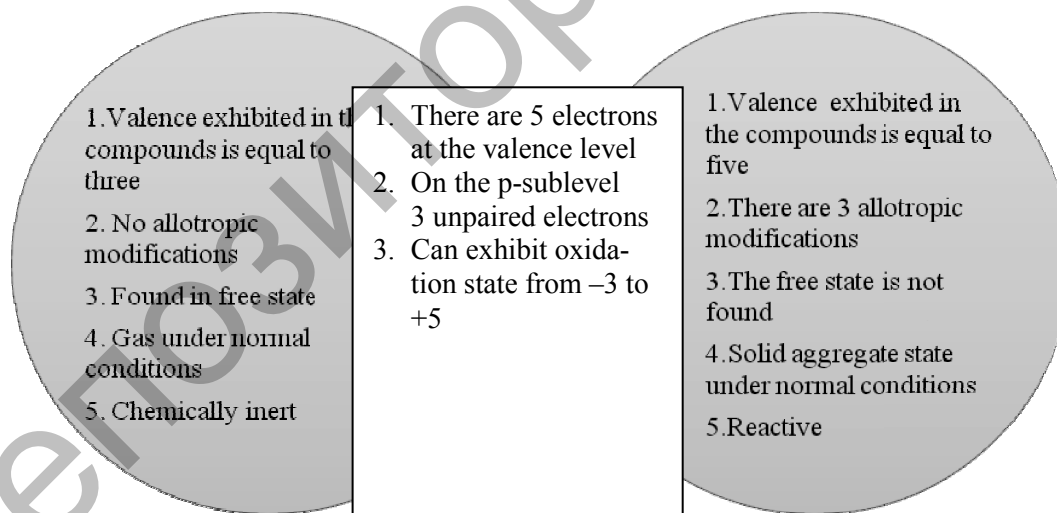 1.Valence exhibited in
compounds is equal to
three
2. No allotropic
modifications
3. Found in free state
4. Gas under normal
conditions
5. Chemically inert
1. There are 5 electrons
at the valence level
2. On the p-sublevel
3 unpaired electrons
3. Can exhibit oxida-
tion state from –3 to
+5
1.Valence exhibited in
the compounds is equal to
five
2.There are 3 allotropic
modifications
3.The free state is not
found
4.Solid aggregate state
under normal conditions
5.Reactive